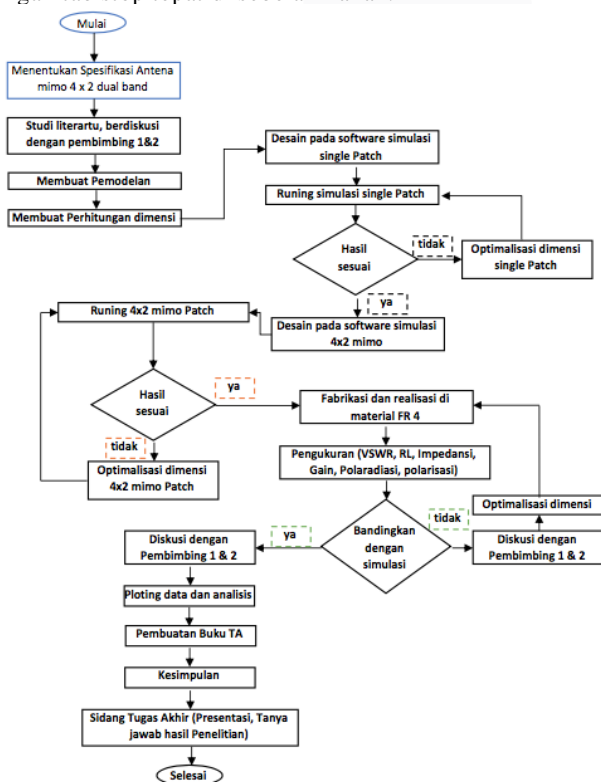 Mulai
Menentukan Spesifikasi Antena
mimo 4 x 2 dual band
Studi literartu, berdiskusi
dengan pembimbing 1&2
Membuat Pemodelan
Membuat Perhitungan dimensi
Desain pada software simulasi
single Patch
Runing simulasi single Patch
Hasil
sesuai
tidak
Optimalisasi dimensi
single Patch
ya
Desain pada software simulasi
4x2 mimo
Runing 4x2 mimo Patch
Hasil
sesuai
ya
tidak
Optimalisasi dimensi
4x2 mimo Patch
Fabrikasi dan realisasi di
material FR 4
Pengukuran (VSWR, RL, Impedansi,
Gain, Polaradiasi, polarisasi)
Bandingkan
dengan
simulasi
tidak
Diskusi dengan
Pembimbing 1 & 2
Optimalisasi dimensi
ya
Diskusi dengan
Pembimbing 1 & 2
Ploting data dan analisis
Pembuatan Buku TA
Kesimpulan
Sidang Tugas Akhir (Presentasi, Tanya
jawab hasil Penelitian)
Selesai